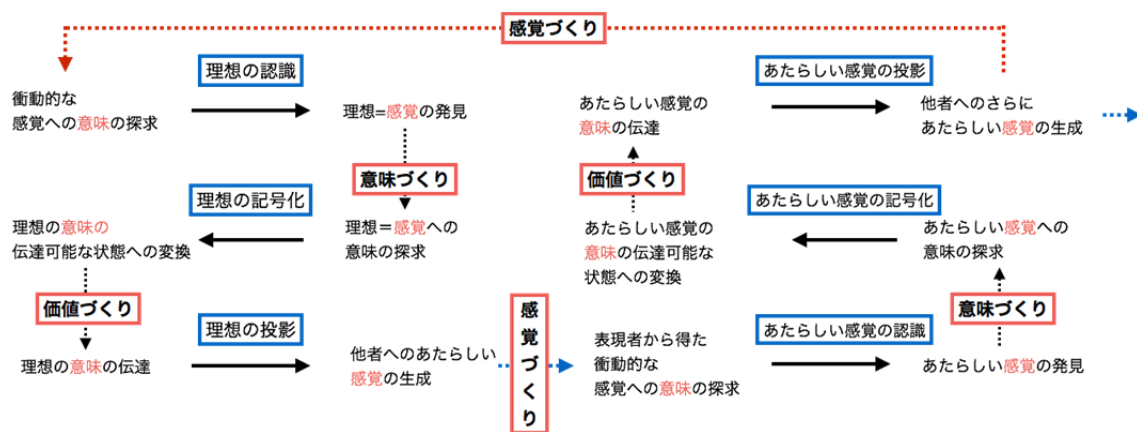 感覚づくり
理想の認識
衝動的な
感覚への意味の探求
理想=感覚の発見
意味づくり
理想の記号化
理想＝感覚への
意味の探求
理想の意味の
伝達可能な状態への変換
価値づくり
理想の投影
理想の意味の伝達
他者へのあたらしい
感覚の生成
感覚づくり
表現者から得た
衝動的な
感覚への意味の探求
あたらしい感覚の認識
あたらしい感覚の発見
意味づくり
あたらしい感覚への
意味の探求
あたらしい感覚の記号化
あたらしい感覚の
意味の伝達可能な
状態への変換
価値づくり
あたらしい感覚の
意味の伝達
あたらしい感覚の投影
他者へのさらに
あたらしい感覚の生成